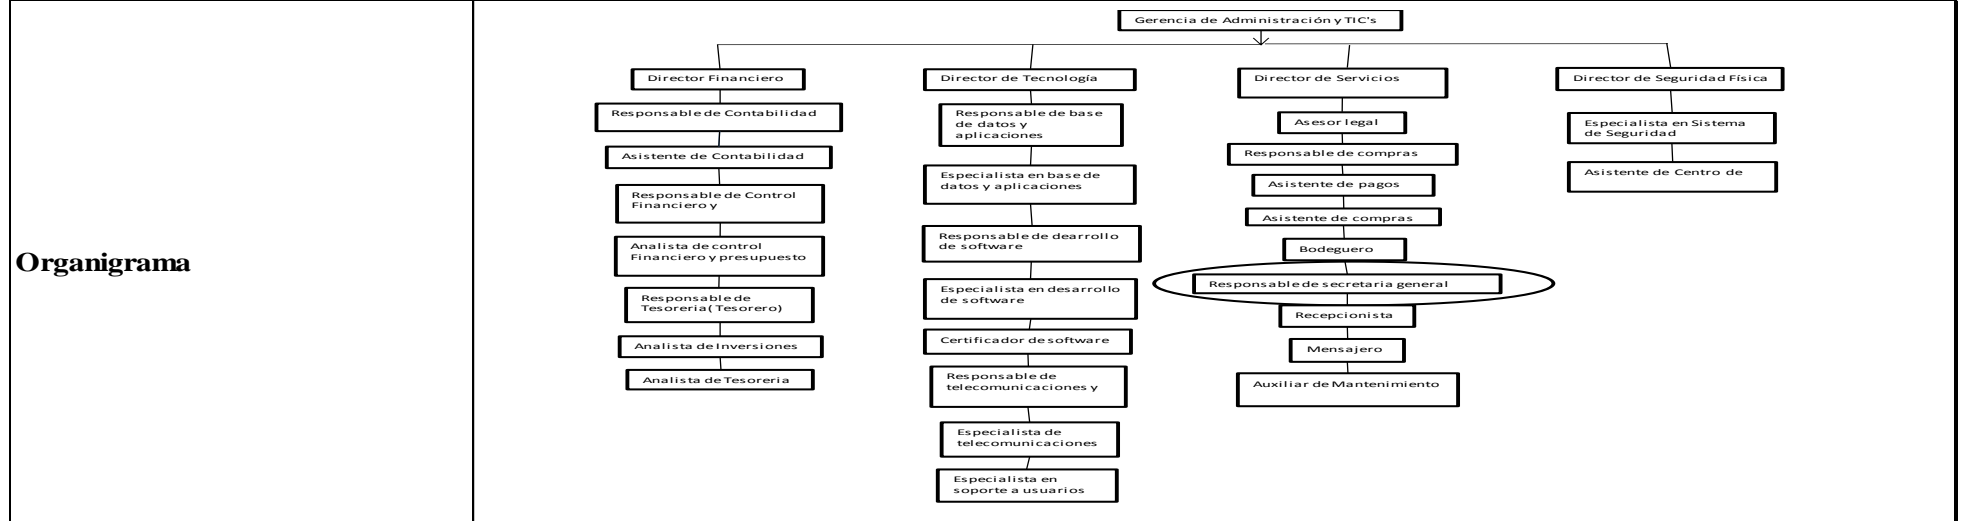 Organigrama
Gerencia de Administración y TIC's
Director Financiero
Responsable de Contabilidad
Asistente de Contabilidad
Responsable de Control
Financiero y
Analista de control
Financiero y presupuesto
Responsable de
Tesoreria( Tesorero)
Analista de Inversiones
Analista de Tesoreria
Director de Tecnología
Responsable de base
de datos y
aplicaciones
Especialista en base de
datos y aplicaciones
Responsable de dearrollo
de software
Especialista en desarrollo
de software
Certificador de software
Responsable de
telecomunicaciones y
Especialista de
telecomunicaciones
Especialista en
soporte a usuarios
Director de Servicios
Asesor legal
Responsable de compras
Asistente de pagos
Asistente de compras
Bodeguero
Responsable de secretaria general
Recepcionista
Mensajero
Auxiliar de Mantenimiento
Director de Seguridad Física
Especialista en Sistema
de Seguridad
Asistente de Centro de